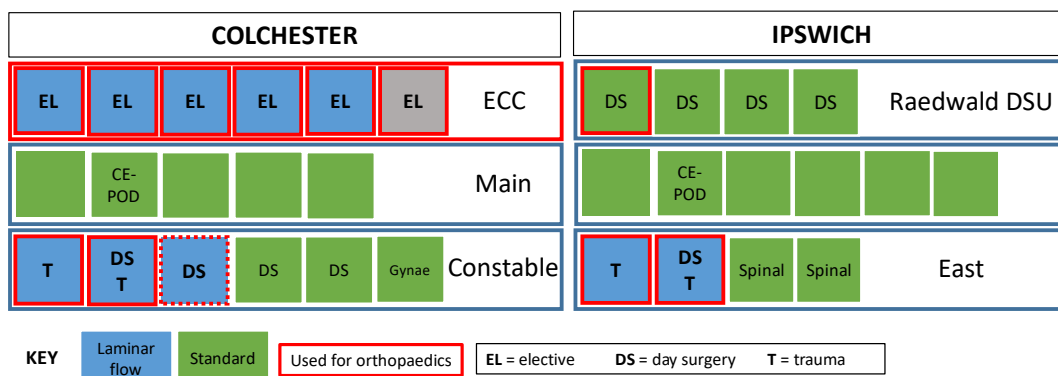 COLCHESTER
IPSWICH
EL EL EL EL EL EL ECC
DS DS DS DS Raedwald DSU
CE-
POD
Main
CE-
POD
T DS
T DS DS DS Gynae Constable
T DS
T Spinal Spinal East
KEY Laminar
flow Standard Used for orthopaedics EL = elective DS = day surgery T = trauma